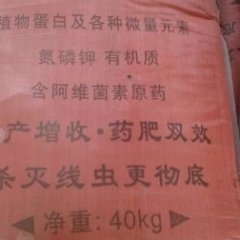 植物蛋白及各种微量元素
氮磷钾 有机质
含阿维菌素原药
产增收·药肥双效
杀灭线虫更彻底
净重:40kg